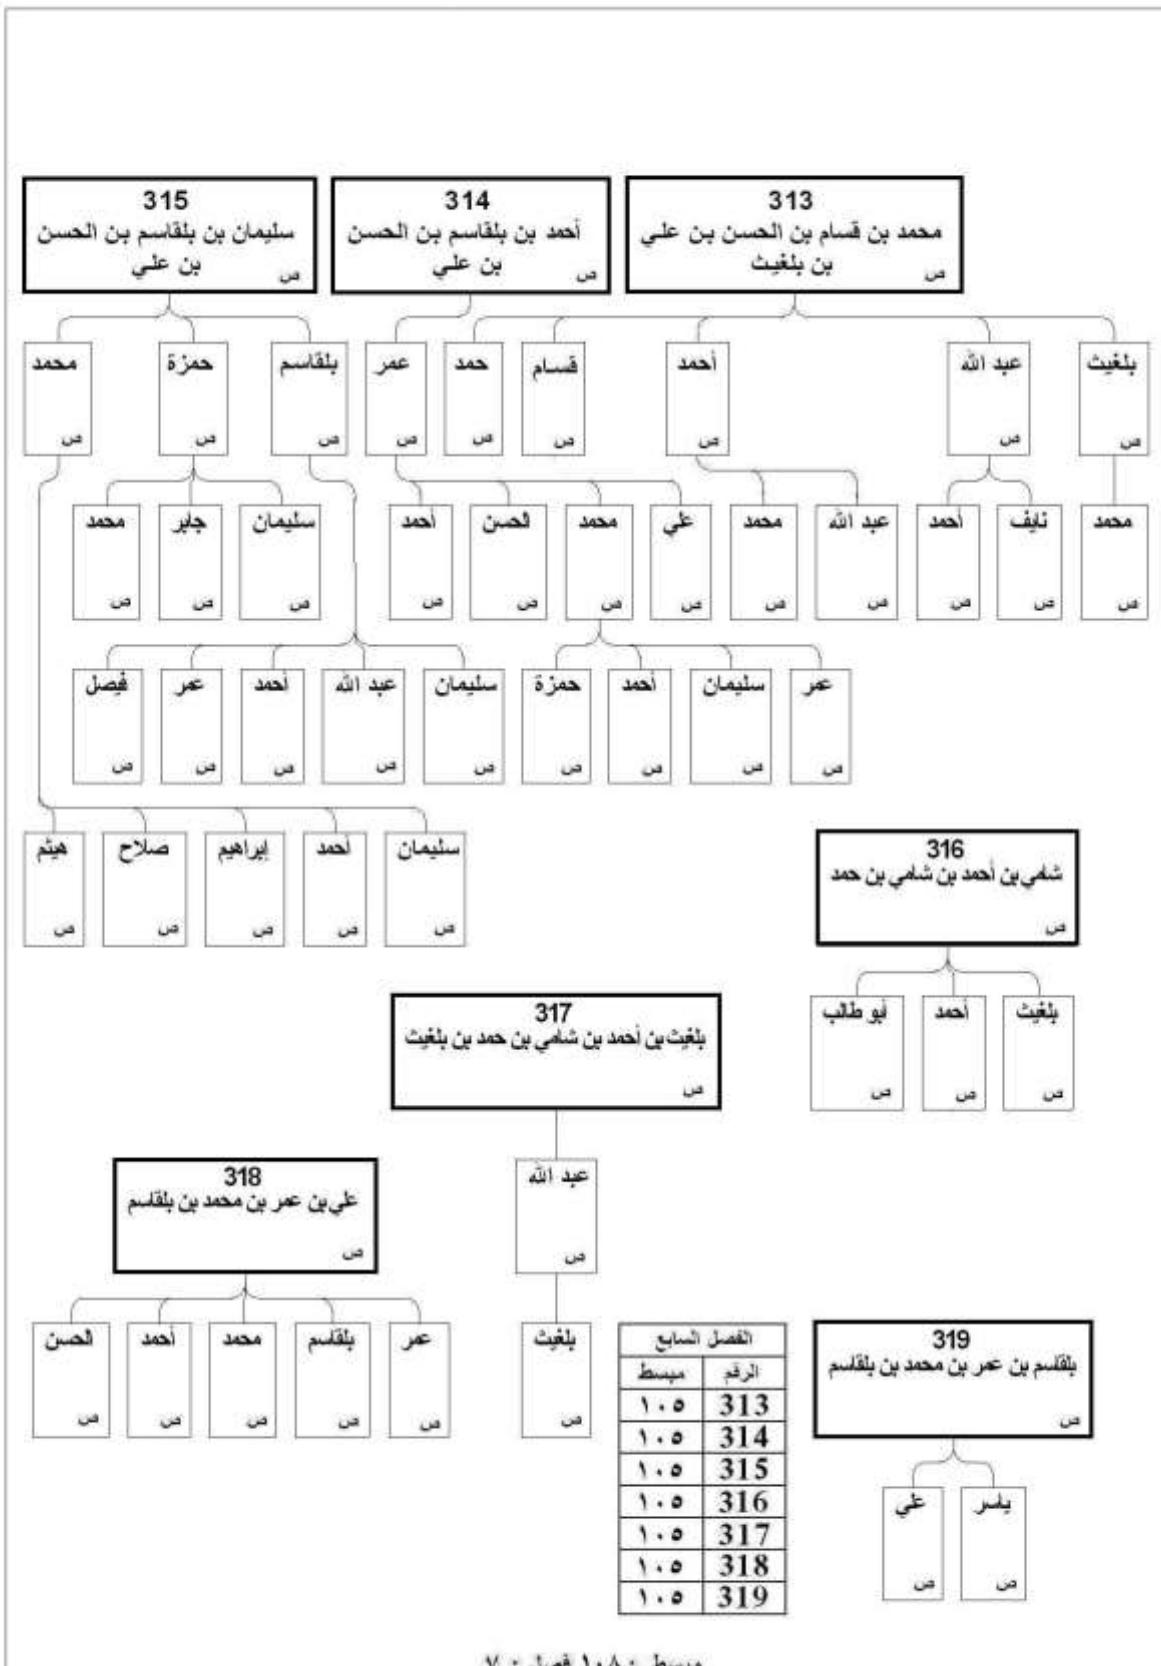 313
محمد بن قسام بن الحسن بن علي
بن بلغيث
ص
314
أحمد بن بلقاسم بن الحسن
بن علي
ص
315
سليمان بن بلقاسم بن الحسن
بن علي
ص
بلغيث
ص
عبد الله
ص
أحمد
ص
قسام
ص
حمد
ص
عمر
ص
بلقاسم
ص
حمزة
ص
محمد
ص
محمد
ص
نايف
ص
أحمد
ص
عبد الله
ص
محمد
ص
علي
ص
محمد
ص
الحسن
ص
أحمد
ص
سليمان
ص
جابر
ص
محمد
ص
عمر
ص
سليمان
ص
أحمد
ص
حمزة
ص
سليمان
ص
عبد الله
ص
أحمد
ص
عمر
ص
فيصل
ص
سليمان
ص
أحمد
ص
إبراهيم
ص
صلاح
ص
هيثم
ص
316
شامي بن أحمد بن شامي بن حمد
ص
بلغيث
ص
أحمد
ص
أبو طالب
ص
317
بلغيث بن أحمد بن شامي بن حمد بن بلغيث
ص
عبد الله
ص
بلغيث
ص
318
علي بن عمر بن محمد بن بلقاسم
ص
عمر
ص
بلقاسم
ص
محمد
ص
أحمد
ص
الحسن
ص
319
بلقاسم بن عمر بن محمد بن بلقاسم
ص
ياسر
ص
علي
ص
الفصل السابع
الرقم مبسط
313 ١٠٥
314 ١٠٥
315 ١٠٥
316 ١٠٥
317 ١٠٥
318 ١٠٥
319 ١٠٥
مبسط : ١٠٨ فصل : ٧